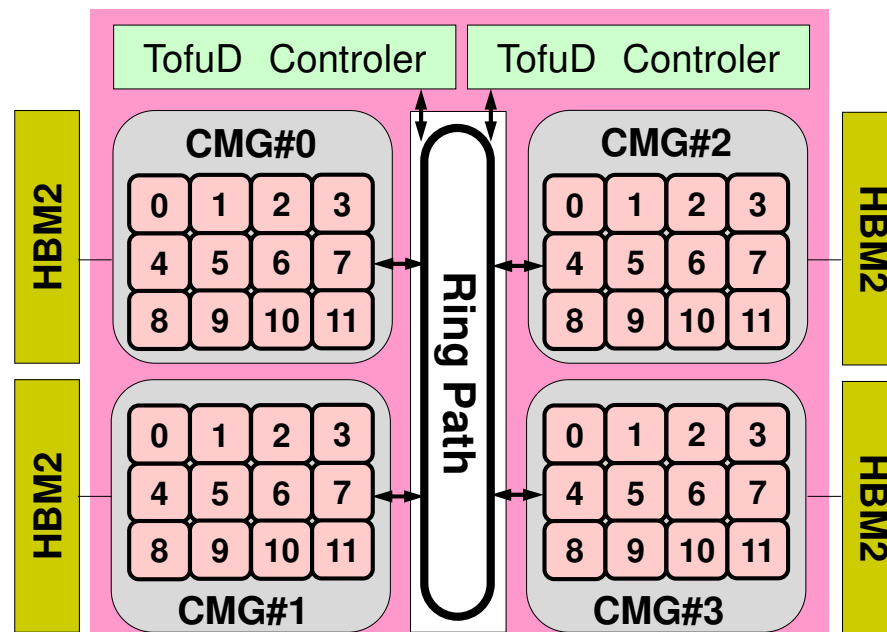 TofuD Controler
TofuD Controler
HBM2
CMG#0
0 1 2 3
4 5 6 7
8 9 10 11
Ring Path
CMG#2
0 1 2 3
4 5 6 7
8 9 10 11
HBM2
HBM2
0 1 2 3
4 5 6 7
8 9 10 11
CMG#1
0 1 2 3
4 5 6 7
8 9 10 11
CMG#3
HBM2